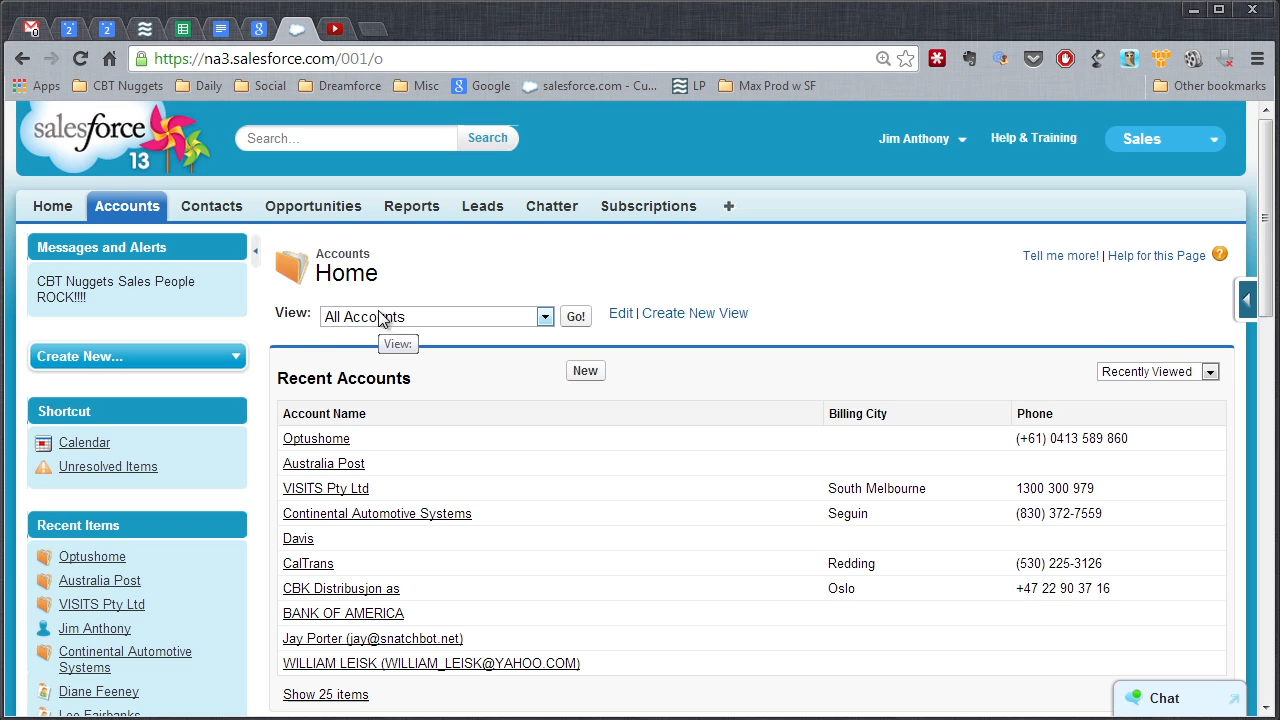 0
2
2
8
https://na3.salesforce.com/001/o
Apps CBT Nuggets Daily Social Dreamforce Misc 8 Google salesforce.com - Cu... LP Max Prod w SF Other bookmarks
salesforce
13
Search...
Search
Jim Anthony
Help & Training
Sales
Home Accounts Contacts Opportunities Reports Leads Chatter Subscriptions +
Messages and Alerts
CBT Nuggets Sales People
ROCK!!!!
Create New...
Shortcut
Calendar
Unresolved Items
Recent Items
Optushome
Australia Post
VISITS Pty Ltd
Jim Anthony
Continental Automotive
Systems
Diane Feeney
Lee Fairbanks
Accounts
Home
Tell me more! | Help for this Page ?
View: All Accounts Go! Edit | Create New View
View:
Recent Accounts New Recently Viewed
Account Name Billing City Phone
Optushome (+61) 0413 589 860
Australia Post
VISITS Pty Ltd South Melbourne 1300 300 979
Continental Automotive Systems Seguin (830) 372-7559
Davis
CalTrans Redding (530) 225-3126
CBK Distribusjon as Oslo +47 22 90 37 16
BANK OF AMERICA
Jay Porter (jay@snatchbot.net)
WILLIAM LEISK (WILLIAM_LEISK@YAHOO.COM)
Show 25 items
Chat